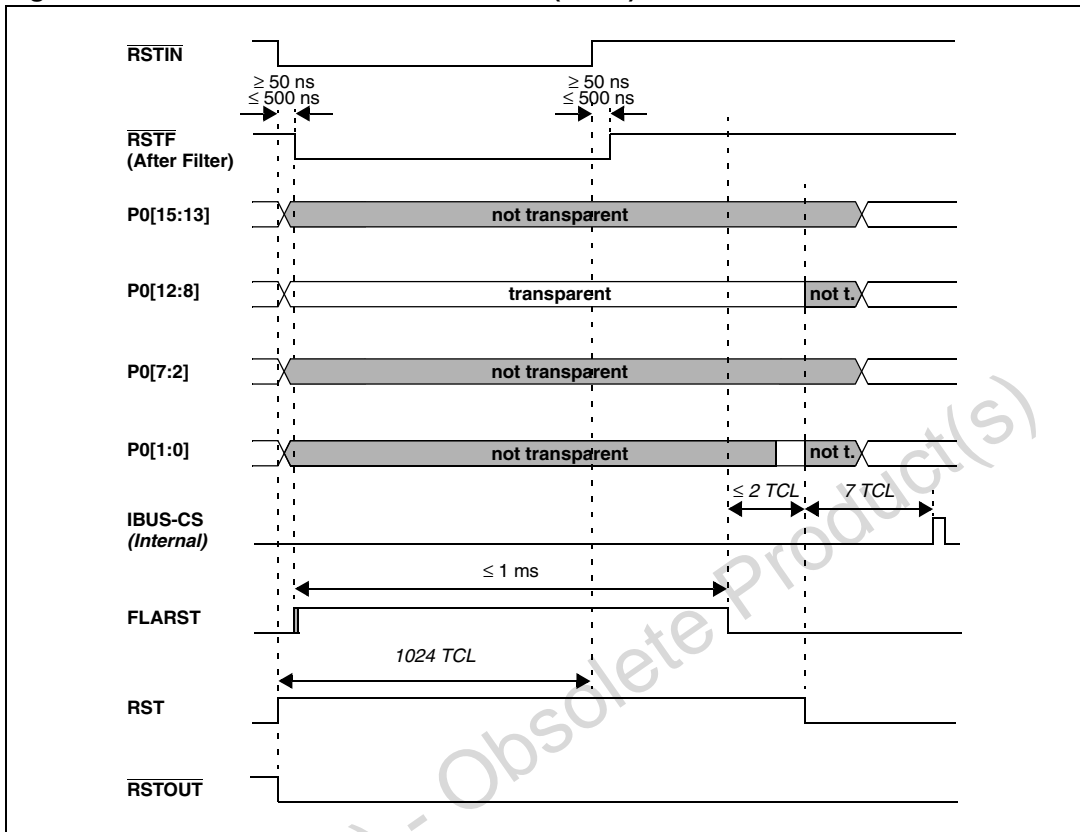 RSTIN
≥ 50 ns
≤ 500 ns
≥ 50 ns
≤ 500 ns
RSTF
(After Filter)
P0[15:13]
not transparent
P0[12:8]
transparent
not t.
P0[7:2]
not transparent
P0[1:0]
not transparent
not t.
≤ 2 TCL
7 TCL
IBUS-CS
(Internal)
≤ 1 ms
FLARST
1024 TCL
RST
RSTOUT
) - Obsolete Product(s)